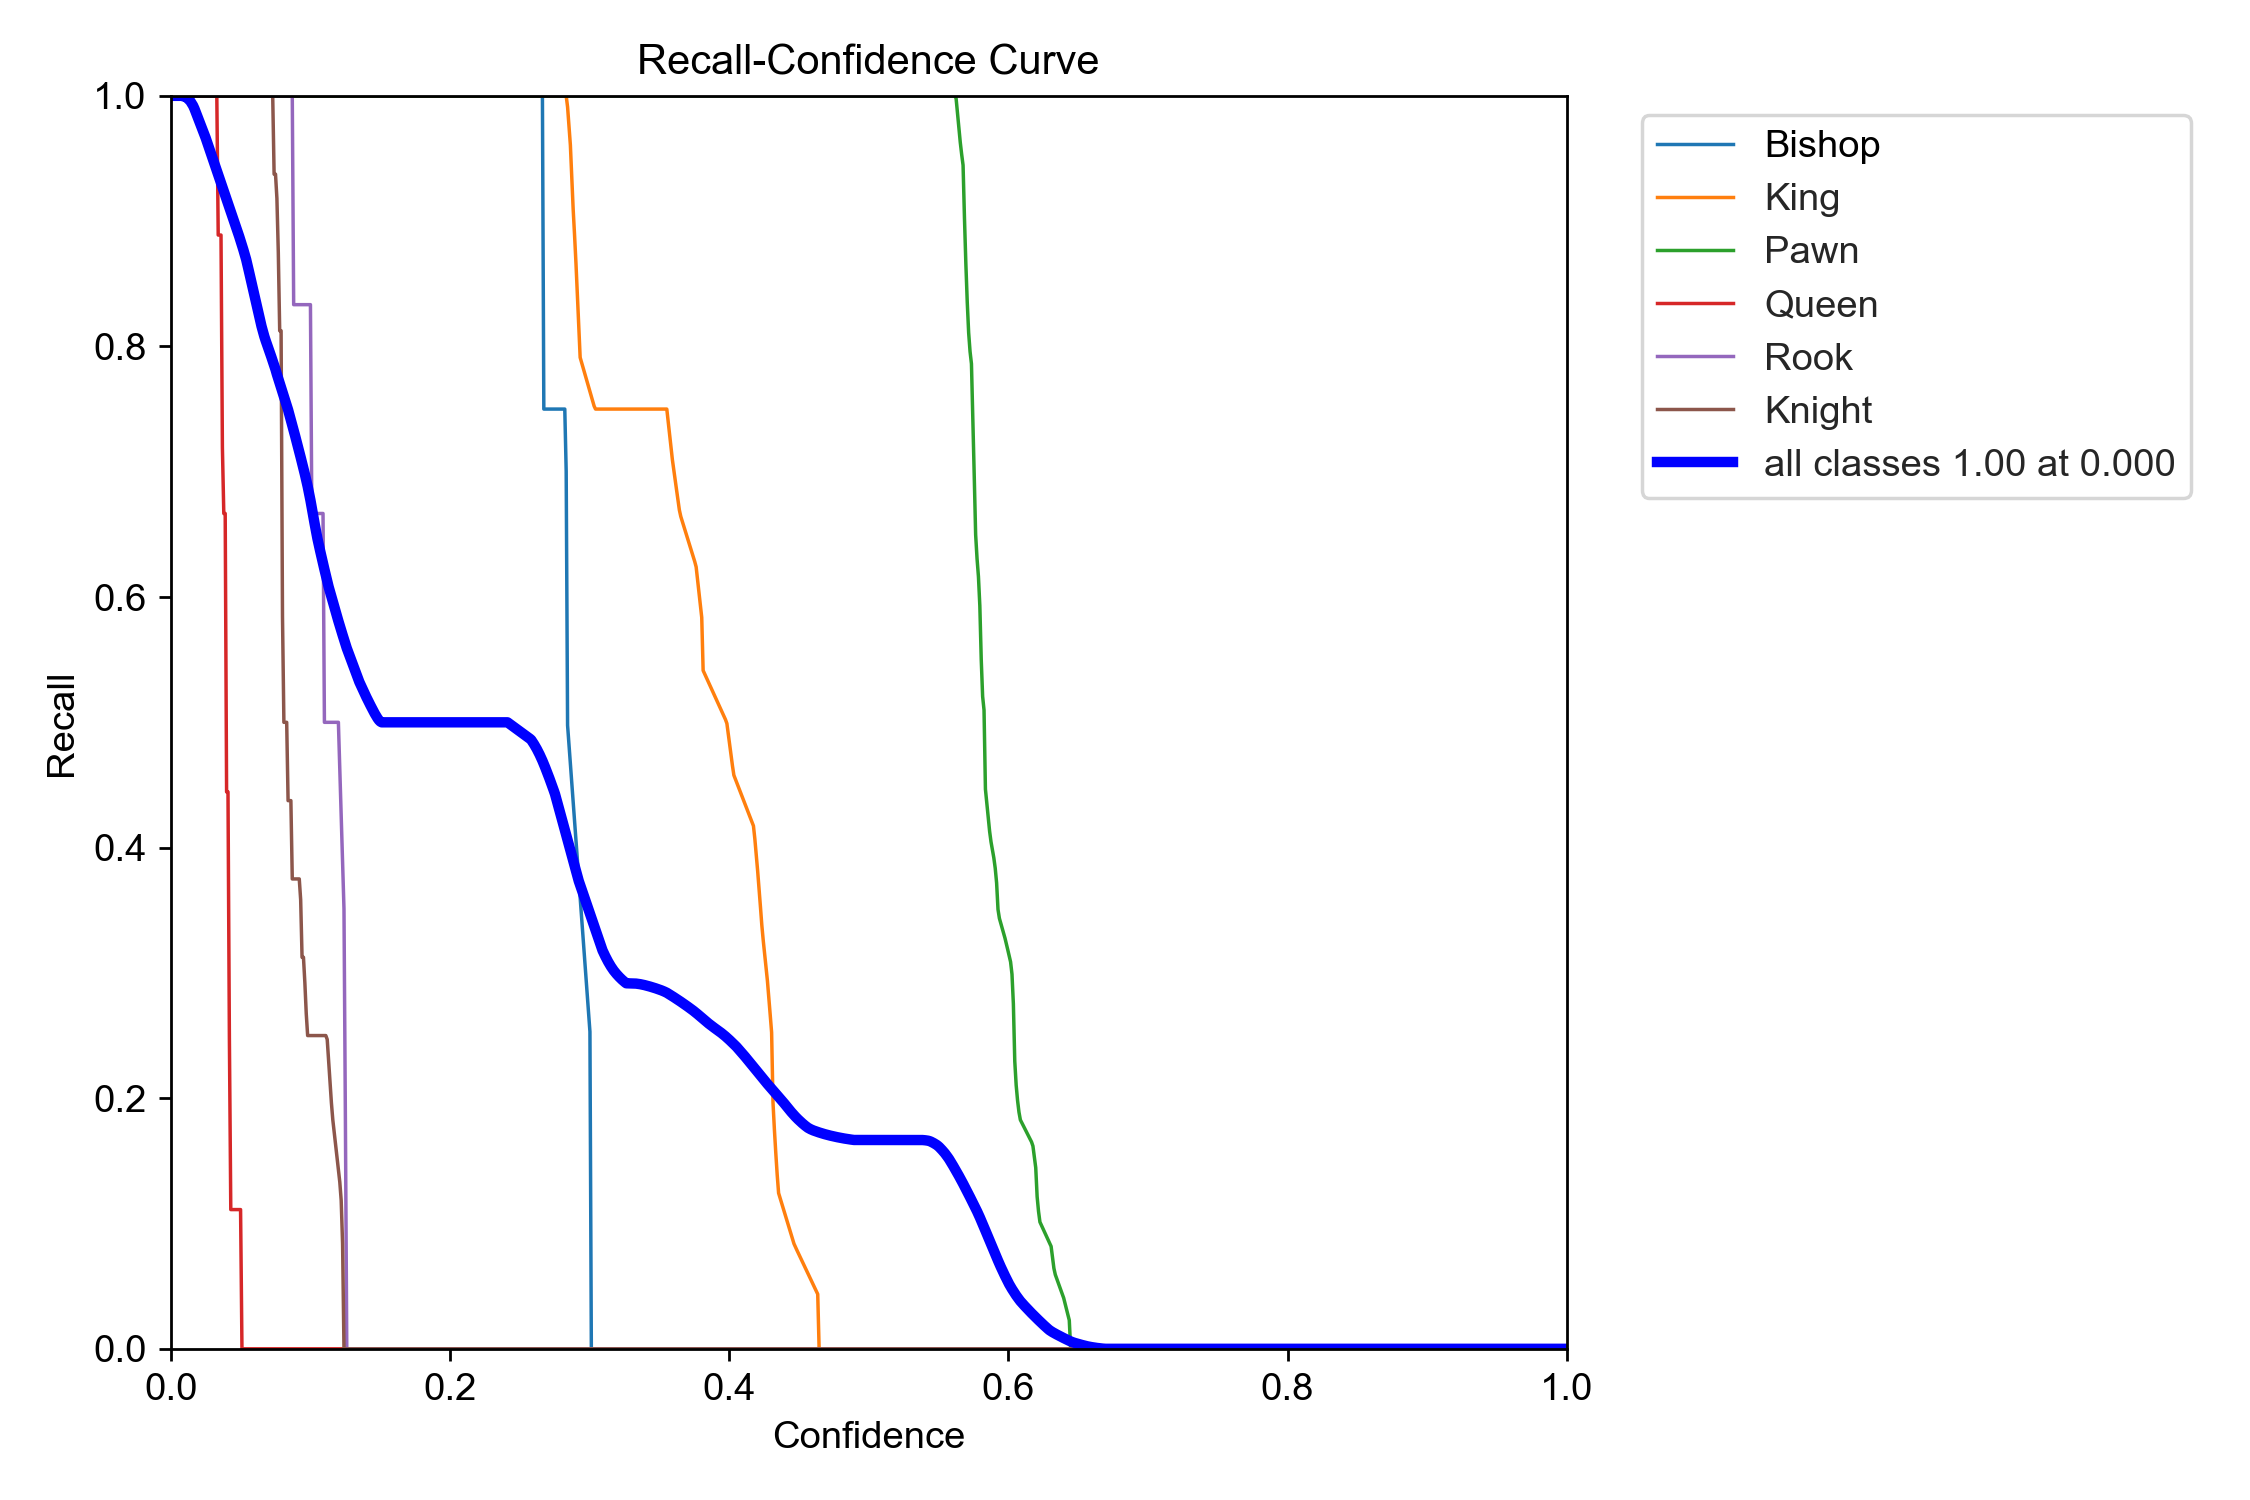 Recall-Confidence Curve
1.0
0.8
0.6
0.4
0.2
0.0
Recall
0.0 0.2 0.4 0.6 0.8 1.0
Confidence
Bishop
King
Pawn
Queen
Rook
Knight
all classes 1.00 at 0.000